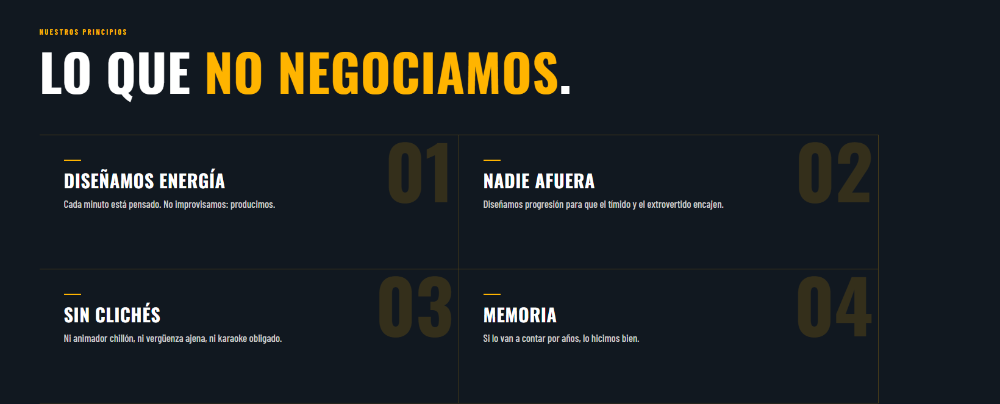 NUESTROS PRINCIPIOS
LO QUE NO NEGOCIAMOS.
01
DISEÑAMOS ENERGÍA
Cada minuto está pensado. No improvisamos: producimos.
02
NADIE AFUERA
Diseñamos progresión para que el tímido y el extrovertido encajen.
03
SIN CLICHÉS
Ni animador chillón, ni vergüenza ajena, ni karaoke obligado.
04
MEMORIA
Si lo van a contar por años, lo hicimos bien.